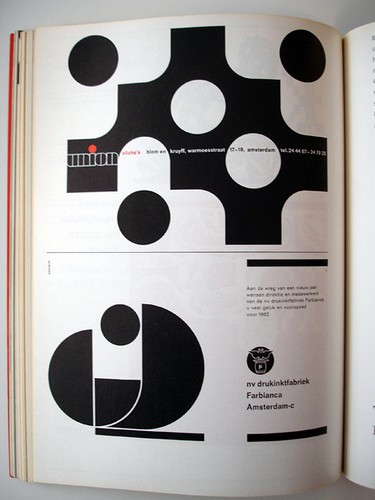 union cliché's blom en kruyff, warmoesstraat 17-19, amsterdam tel. 24 44 67 - 24 79 20
Aan de wieg van een nieuw jaar
wensen direktie en medewerkers
van de nv drukinktfabriek Farbianca
u veel geluk en voorspoed
voor 1962
F
nv drukinktfabriek
Farbianca
Amsterdam-c